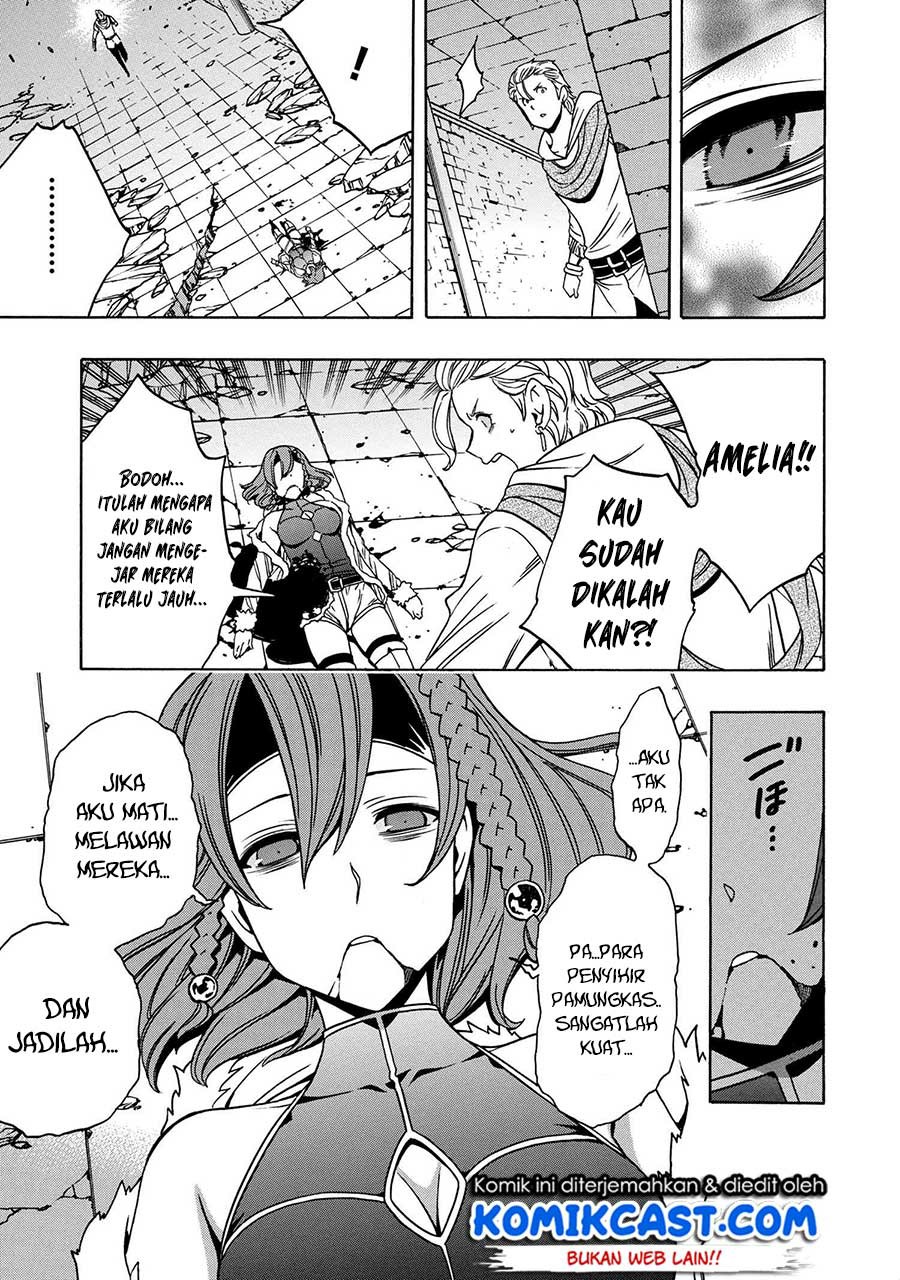 !
.........
AMELIA!!
KAU
SUDAH
DIKALAH
KAN?!
BODOH...
ITULAH MENGAPA
AKU BILANG
JANGAN MENGE-
JAR MEREKA
TERLALU JAUH...
ごほ...
...AKU
TAK
APA.
PA...PARA
PENYIHIR
PAMUNGKAS..
SANGATLAH
KUAT...
JIKA
AKU MATI...
MELAWAN
MEREKA...
DAN
JADILAH...
Komik ini diterjemahkan & diedit oleh
KOMIKCAST.COM
BUKAN WEB LAIN!!